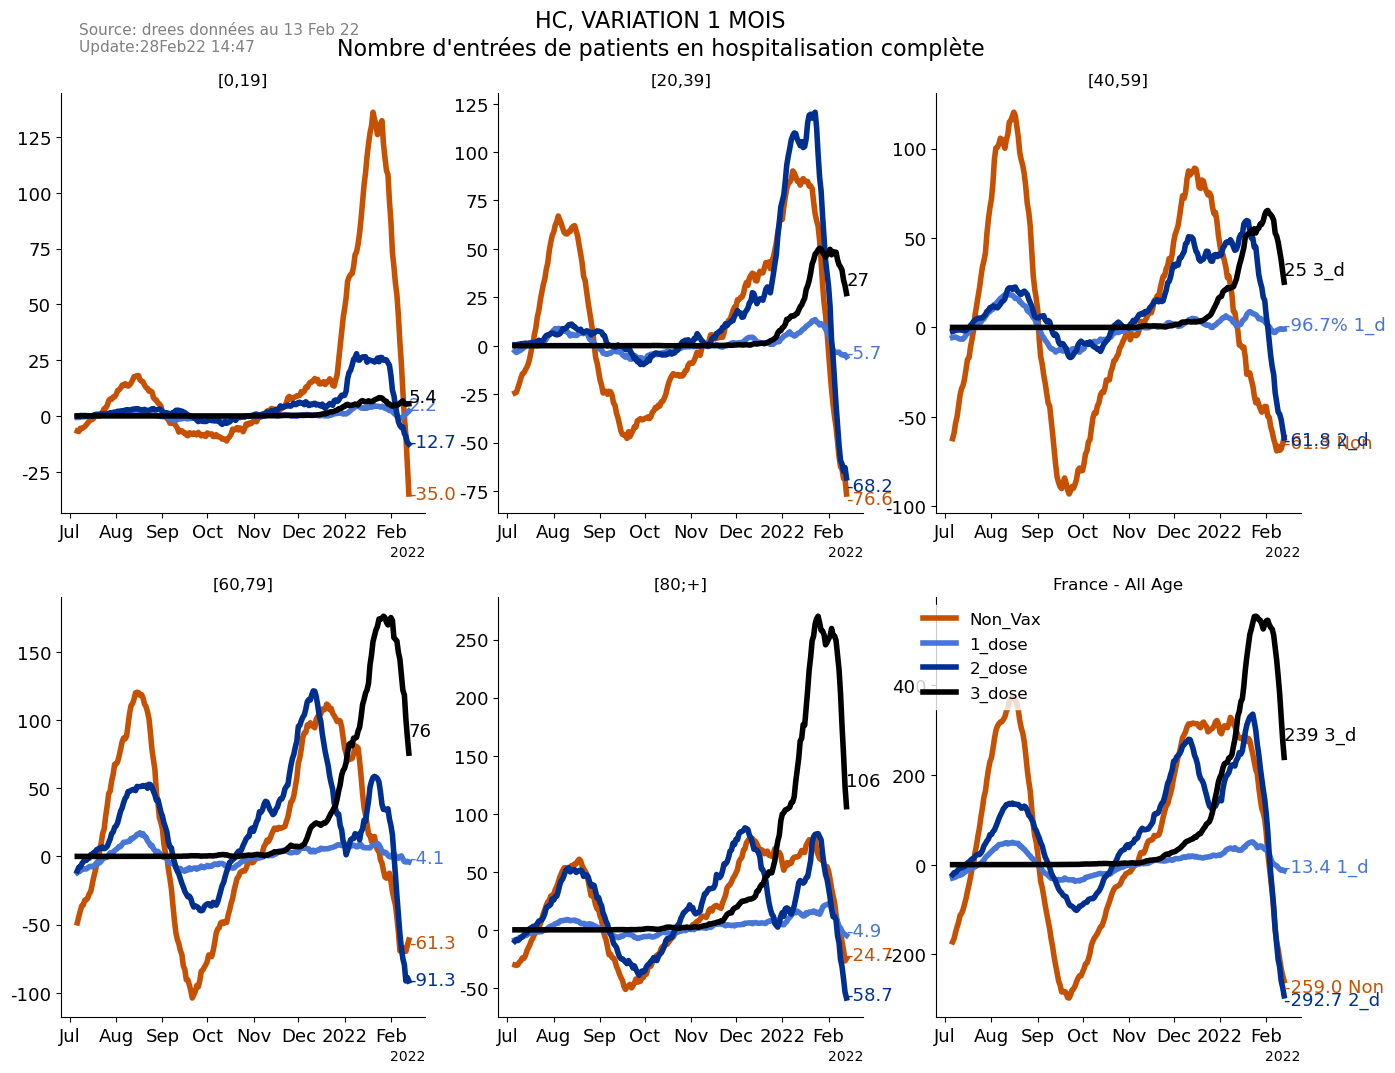 Source: drees données au 13 Feb 22
Update:28Feb22 14:47
HC, VARIATION 1 MOIS
Nombre d'entrées de patients en hospitalisation complète
[0,19]
125
100
75
50
25
0
-25
5.4
2.2
-12.7
-35.0
Jul Aug Sep Oct Nov Dec 2022 Feb
2022
[20,39]
125
100
75
50
25
0
-25
-50
-75
27
-5.7
-68.2
-76.6
Jul Aug Sep Oct Nov Dec 2022 Feb
2022
[40,59]
100
50
0
-50
-100
25 3_d
-96.7% 1_d
-61.8 2_d
-61.5 Non
Jul Aug Sep Oct Nov Dec 2022 Feb
2022
[60,79]
150
100
50
0
-50
-100
76
-4.1
-61.3
-91.3
Jul Aug Sep Oct Nov Dec 2022 Feb
2022
[80;+]
250
200
150
100
50
0
-50
106
-4.9
-24.7
-58.7
Jul Aug Sep Oct Nov Dec 2022 Feb
2022
France - All Age
Non_Vax
1_dose
2_dose
3_dose
400
200
0
-200
239 3_d
-13.4 1_d
-259.0 Non
-292.7 2_d
Jul Aug Sep Oct Nov Dec 2022 Feb
2022